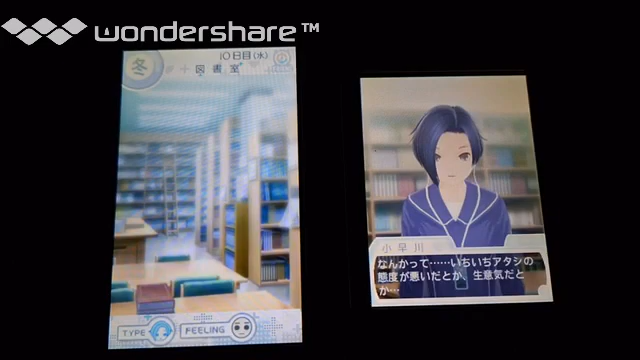 wondershare™
冬
10日目(水)
図書室
小早川
なんかって……いちいちアタシの
態度が悪いだとか、生意気だと
か…
TYPE
FEELING